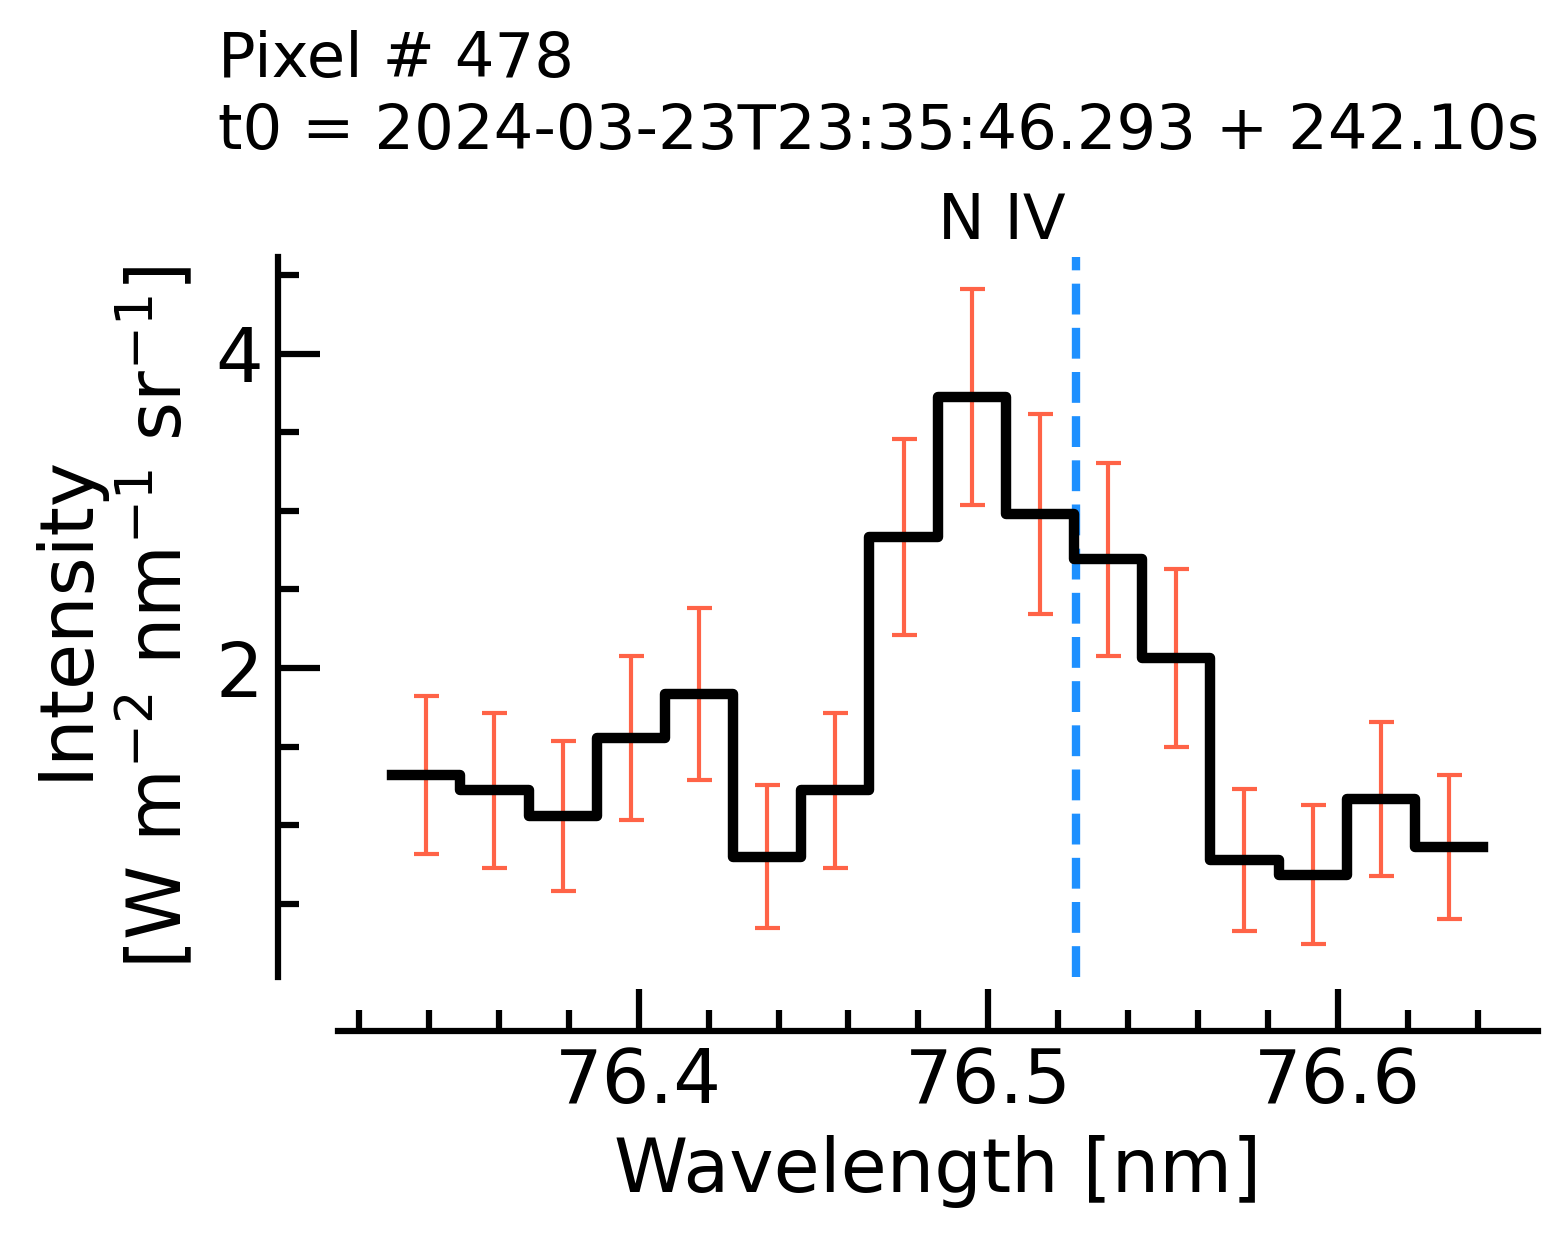 Pixel # 478
t0 = 2024-03-23T23:35:46.293 + 242.10s
N IV
Intensity
[W m⁻² nm⁻¹ sr⁻¹]
4
2
76.4 76.5 76.6
Wavelength [nm]